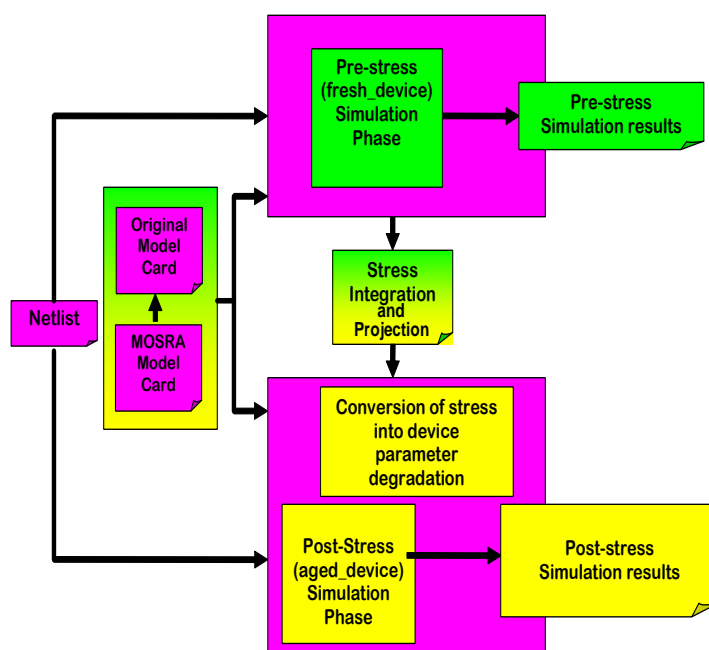 Pre-stress
(fresh_device)
Simulation
Phase
Pre-stress
Simulation results
Original
Model
Card
MOSRA
Model
Card
Netlist
Stress
Integration
and
Projection
Conversion of stress
into device
parameter
degradation
Post-Stress
(aged_device)
Simulation
Phase
Post-stress
Simulation results